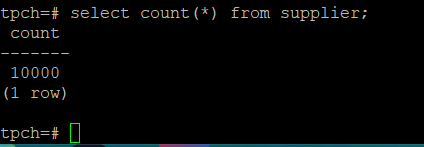 tpch=# select count(*) from supplier;
count
-------
10000
(1 row)
tpch=#